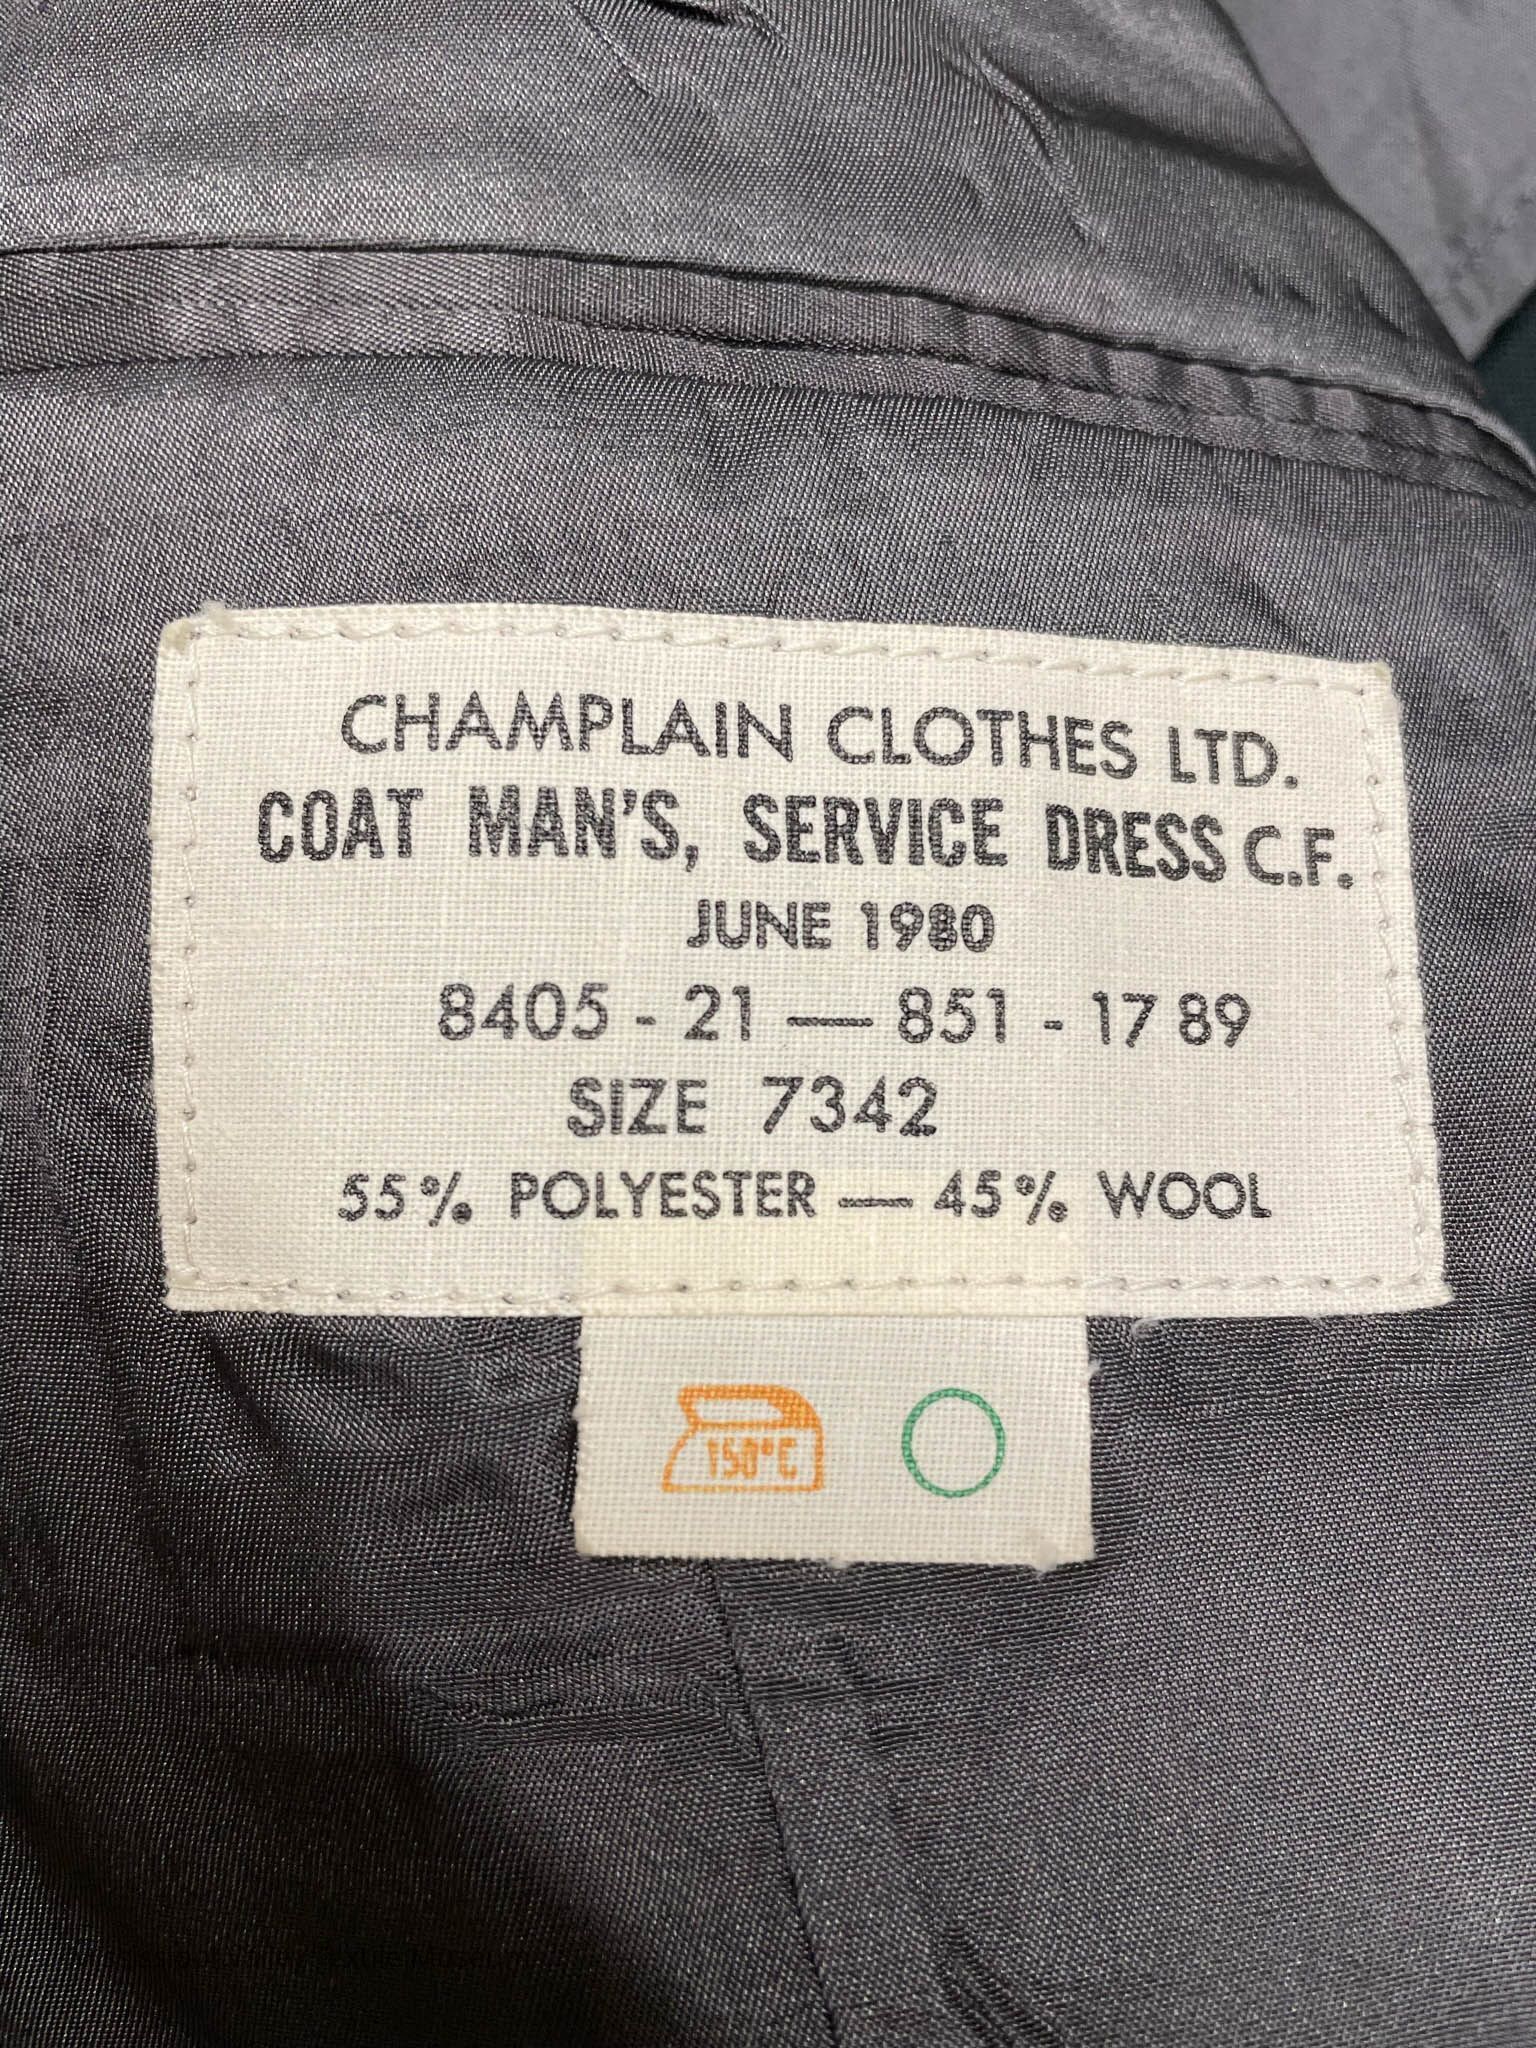 CHAMPLAIN CLOTHES LTD.
COAT MAN'S, SERVICE DRESS C.F.
JUNE 1980
8405 - 21 — 851 - 17 89
SIZE 7342
55% POLYESTER — 45% WOOL
150°C